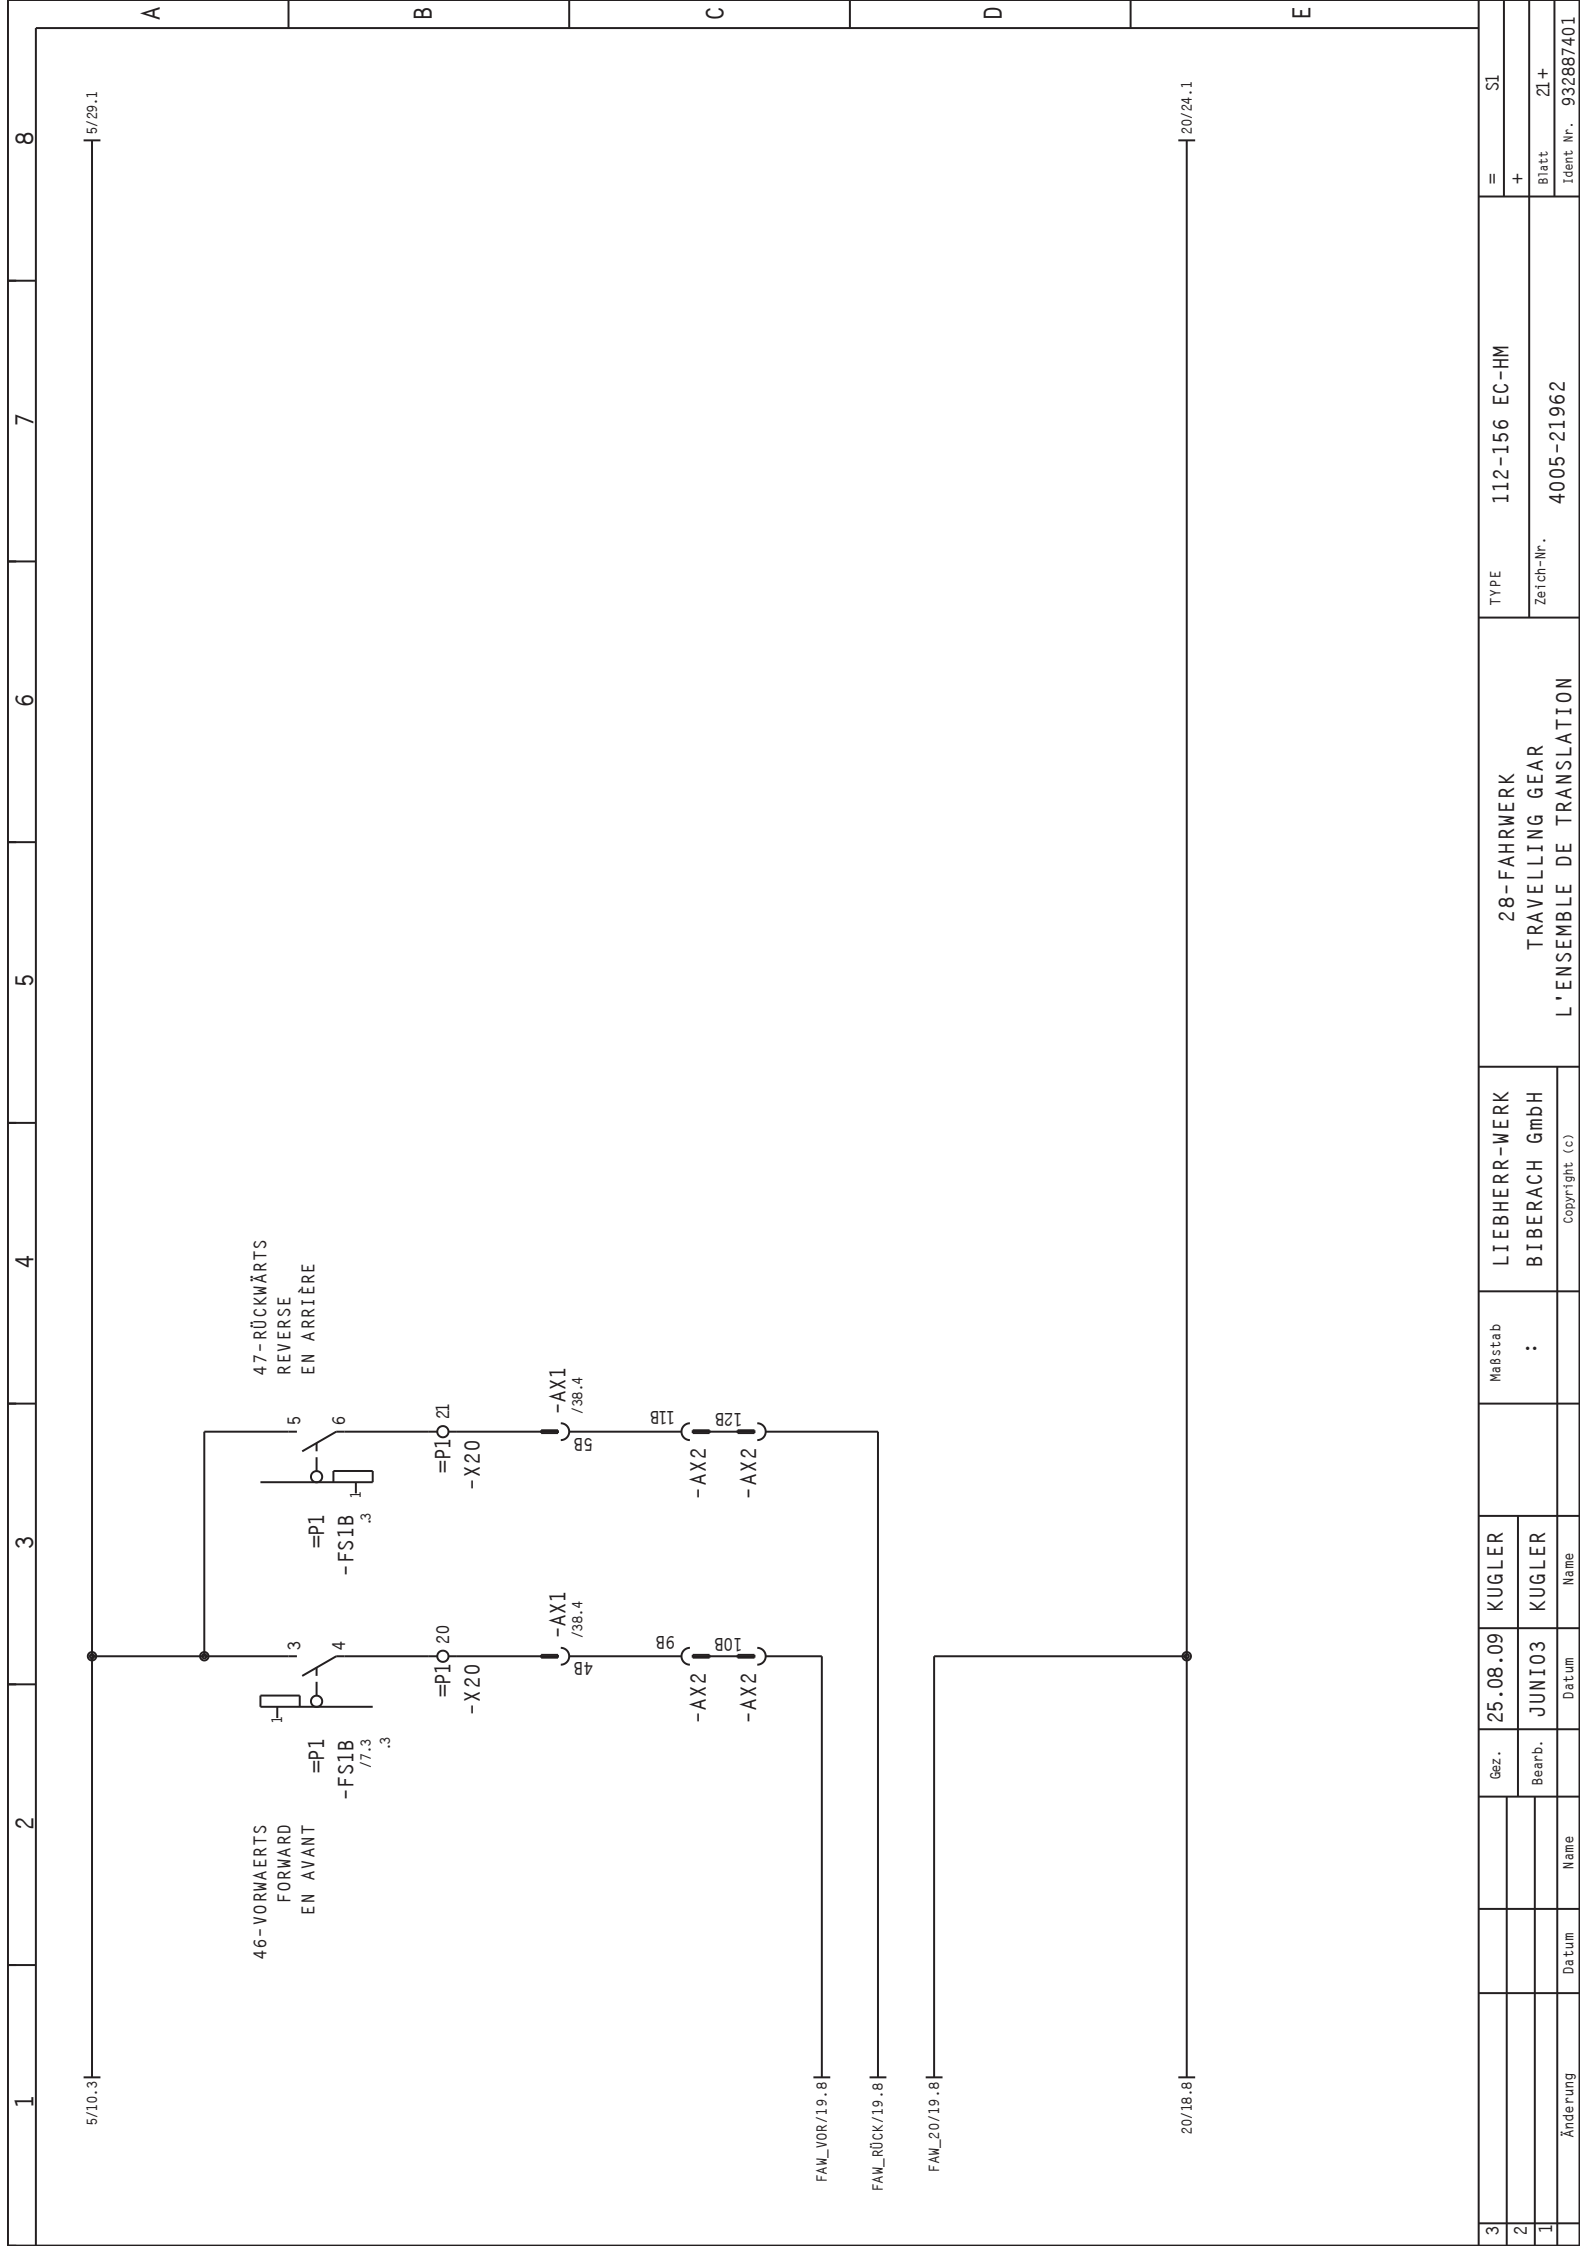 1
2
3
4
5
6
7
8
A
B
C
D
E
5/10.3
5/29.1
46-VORWAERTS
FORWARD
EN AVANT
47-RÜCKWÄRTS
REVERSE
EN ARRIÈRE
=P1
-FS1B
/7.3
.3
1
3
4
=P1
-FS1B
.3
1
5
6
=P1
-X20
20
=P1
-X20
21
-AX1
/38.4
4B
-AX1
/38.4
5B
-AX2
9B
-AX2
10B
-AX2
11B
-AX2
12B
FAW_VOR/19.8
FAW_RÜCK/19.8
FAW_20/19.8
20/18.8
20/24.1
3
2
1
Änderung
Datum
Name
Gez.
25.08.09
KUGLER
Bearb.
JUNI03
KUGLER
Datum
Name
Maßstab
:
LIEBHERR-WERK
BIBERACH GmbH
Copyright (c)
28-FAHRWERK
TRAVELLING GEAR
L'ENSEMBLE DE TRANSLATION
TYPE
112-156 EC-HM
Zeich-Nr.
4005-21962
=
S1
+
Blatt
21+
Ident Nr.
932887401